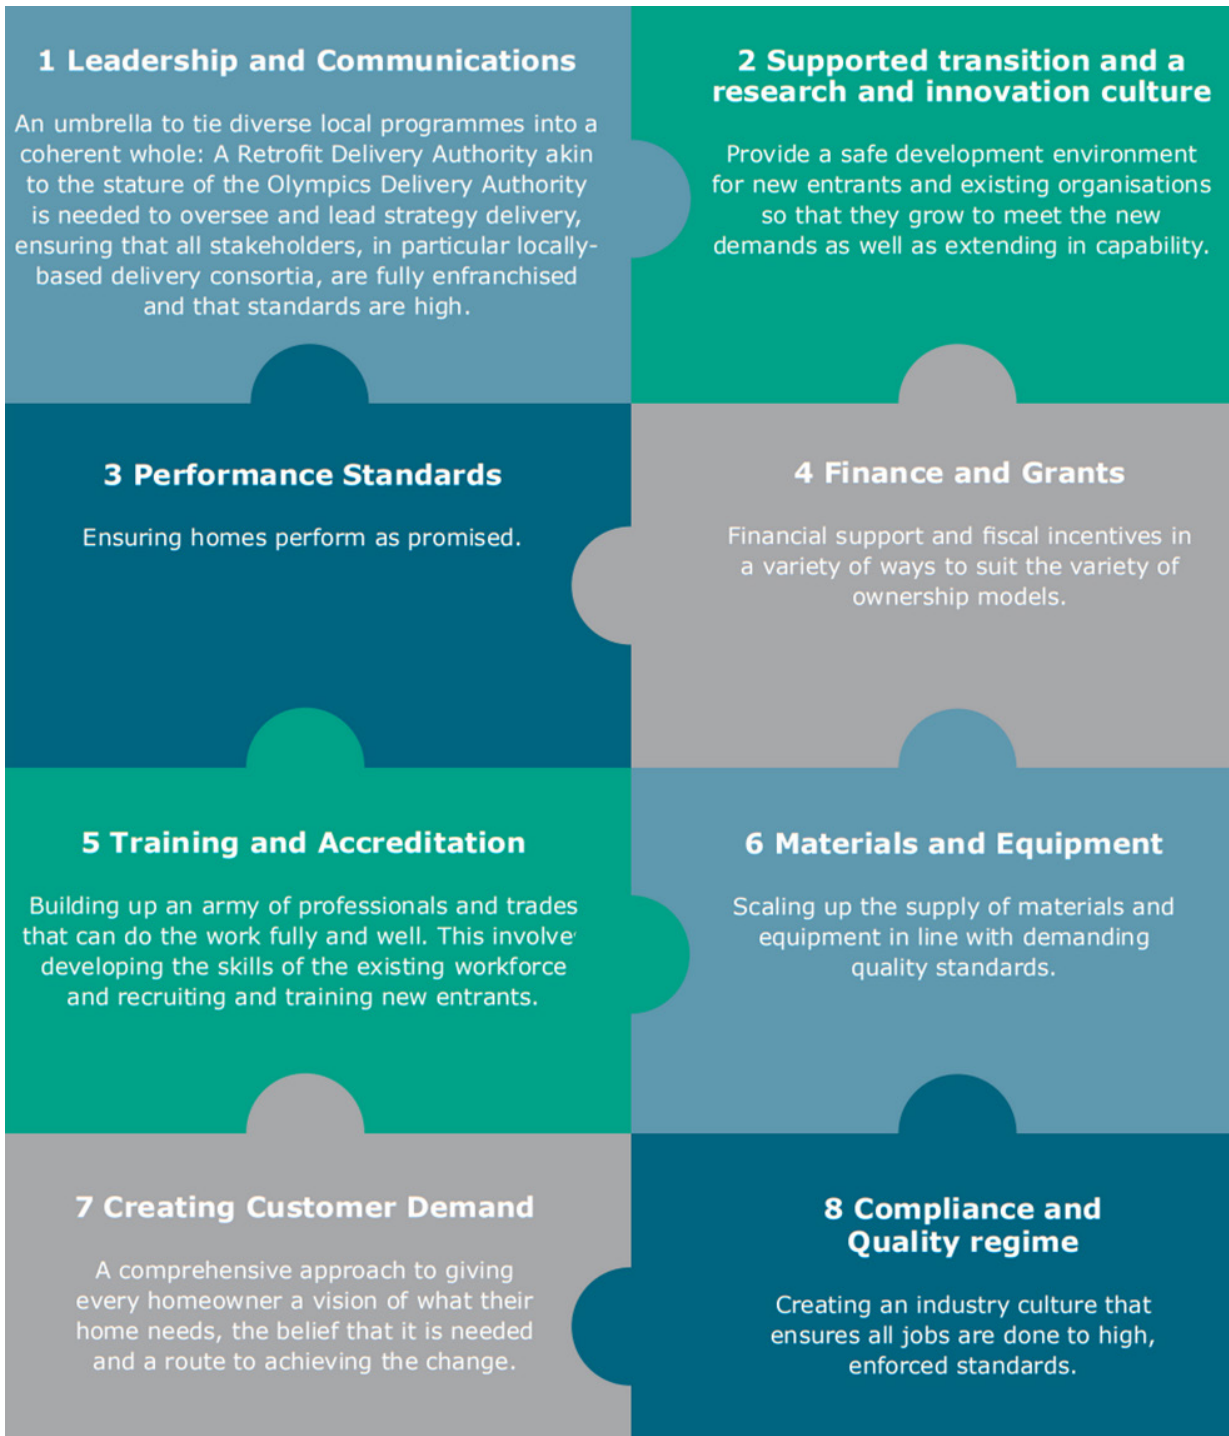 1 Leadership and Communications
An umbrella to tie diverse local programmes into a
coherent whole: A Retrofit Delivery Authority akin
to the stature of the Olympics Delivery Authority
is needed to oversee and lead strategy delivery,
ensuring that all stakeholders, in particular locally-
based delivery consortia, are fully enfranchised
and that standards are high.
2 Supported transition and a
research and innovation culture
Provide a safe development environment
for new entrants and existing organisations
so that they grow to meet the new
demands as well as extending in capability.
3 Performance Standards
Ensuring homes perform as promised.
4 Finance and Grants
Financial support and fiscal incentives in
a variety of ways to suit the variety of
ownership models.
5 Training and Accreditation
Building up an army of professionals and trades
that can do the work fully and well. This involve
developing the skills of the existing workforce
and recruiting and training new entrants.
6 Materials and Equipment
Scaling up the supply of materials and
equipment in line with demanding
quality standards.
7 Creating Customer Demand
A comprehensive approach to giving
every homeowner a vision of what their
home needs, the belief that it is needed
and a route to achieving the change.
8 Compliance and
Quality regime
Creating an industry culture that
ensures all jobs are done to high,
enforced standards.